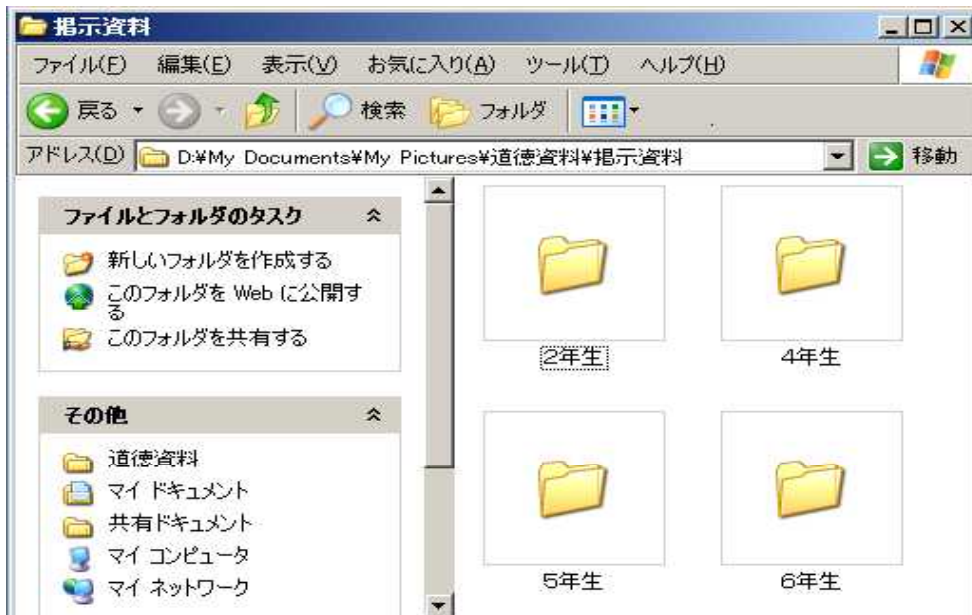 掲示資料
ファイル(F) 編集(E) 表示(V) お気に入り(A) ツール(T) ヘルプ(H)
戻る 検索 フォルダ
アドレス(D) D:¥My Documents¥My Pictures¥道徳資料¥掲示資料 移動
ファイルとフォルダのタスク
新しいフォルダを作成する
このフォルダを Web に公開す
る
このフォルダを共有する
その他
道徳資料
マイ ドキュメント
共有ドキュメント
マイ コンピュータ
マイ ネットワーク
2年生 4年生
5年生 6年生